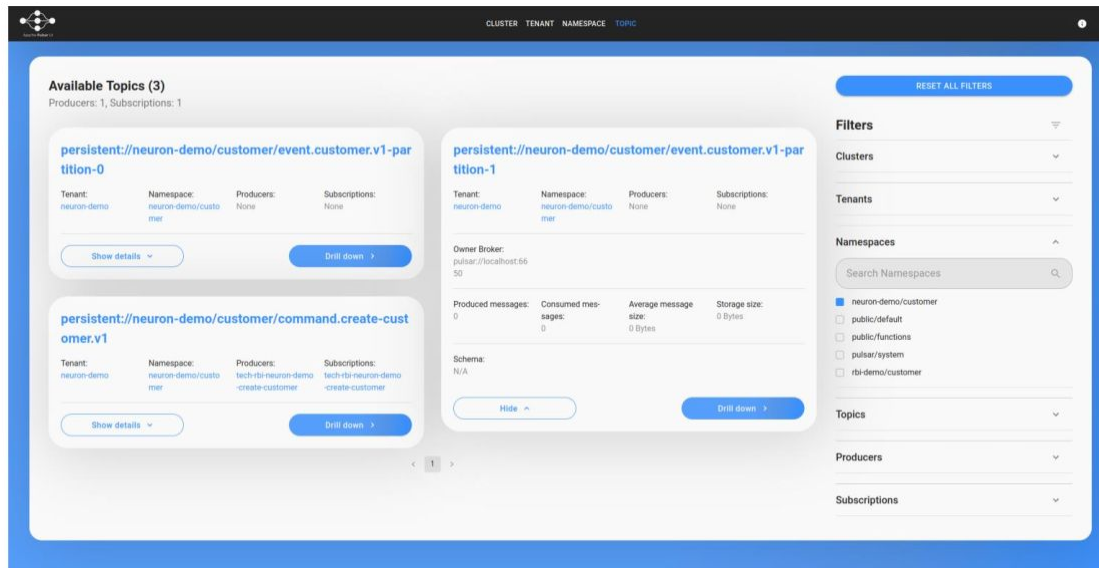 Apache Pulsar UI
CLUSTER TENANT NAMESPACE TOPIC
Available Topics (3)
Producers: 1, Subscriptions: 1
persistent://neuron-demo/customer/event.customer.v1-par
tition-0
Tenant: Namespace: Producers: Subscriptions:
neuron-demo neuron-demo/custo None None
mer
Show details Drill down
persistent://neuron-demo/customer/command.create-cust
omer.v1
Tenant: Namespace: Producers: Subscriptions:
neuron-demo neuron-demo/custo tech-rbi-neuron-demo tech-rbi-neuron-demo
mer -create-customer -create-customer
Show details Drill down
persistent://neuron-demo/customer/event.customer.v1-par
tition-1
Tenant: Namespace: Producers: Subscriptions:
neuron-demo neuron-demo/custo None None
mer
Owner Broker:
pulsar://localhost:66
50
Produced messages: Consumed mes- Average message Storage size:
0 sages: size: 0 Bytes
0 0 Bytes
Schema:
N/A
Hide Drill down
< 1 >
RESET ALL FILTERS
Filters
Clusters
Tenants
Namespaces
Search Namespaces
neuron-demo/customer
public/default
public/functions
pulsar/system
rbi-demo/customer
Topics
Producers
Subscriptions